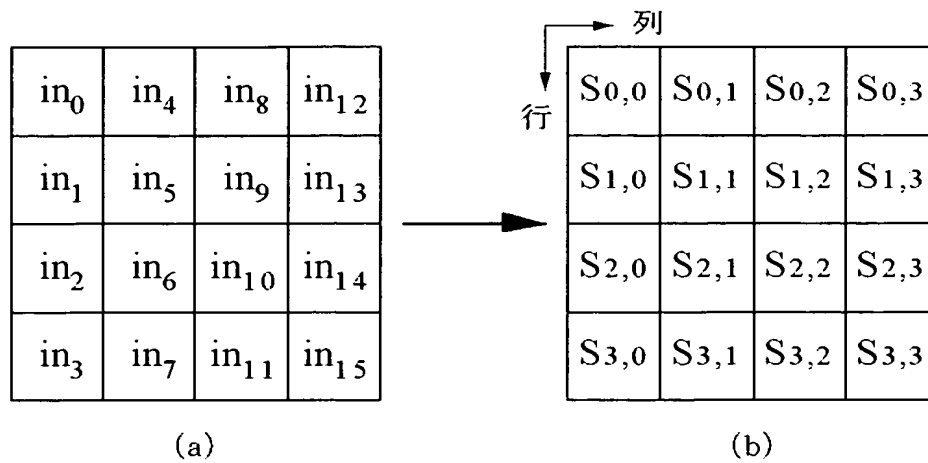 列
行
in₀ in₄ in₈ in₁₂
in₁ in₅ in₉ in₁₃
in₂ in₆ in₁₀ in₁₄
in₃ in₇ in₁₁ in₁₅
(a)
S0,0 S0,1 S0,2 S0,3
S1,0 S1,1 S1,2 S1,3
S2,0 S2,1 S2,2 S2,3
S3,0 S3,1 S3,2 S3,3
(b)